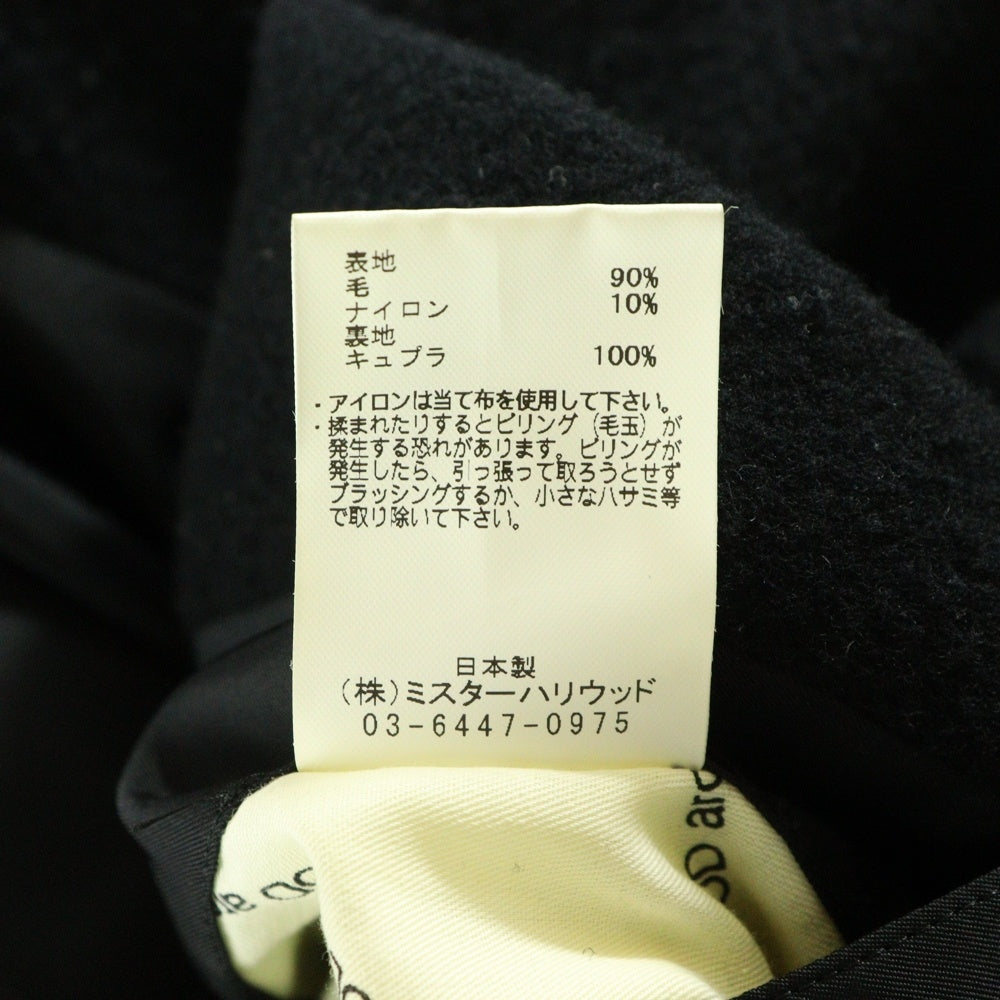 表地
毛 90%
ナイロン 10%
裏地
キュプラ 100%
・アイロンは当て布を使用して下さい。
・揉まれたりするとピリング（毛玉）が
発生する恐れがあります。ピリングが
発生したら、引っ張って取ろうとせず
ブラッシングするか、小さなハサミ等
で取り除いて下さい。
日本製
（株）ミスターハリウッド
03-6447-0975